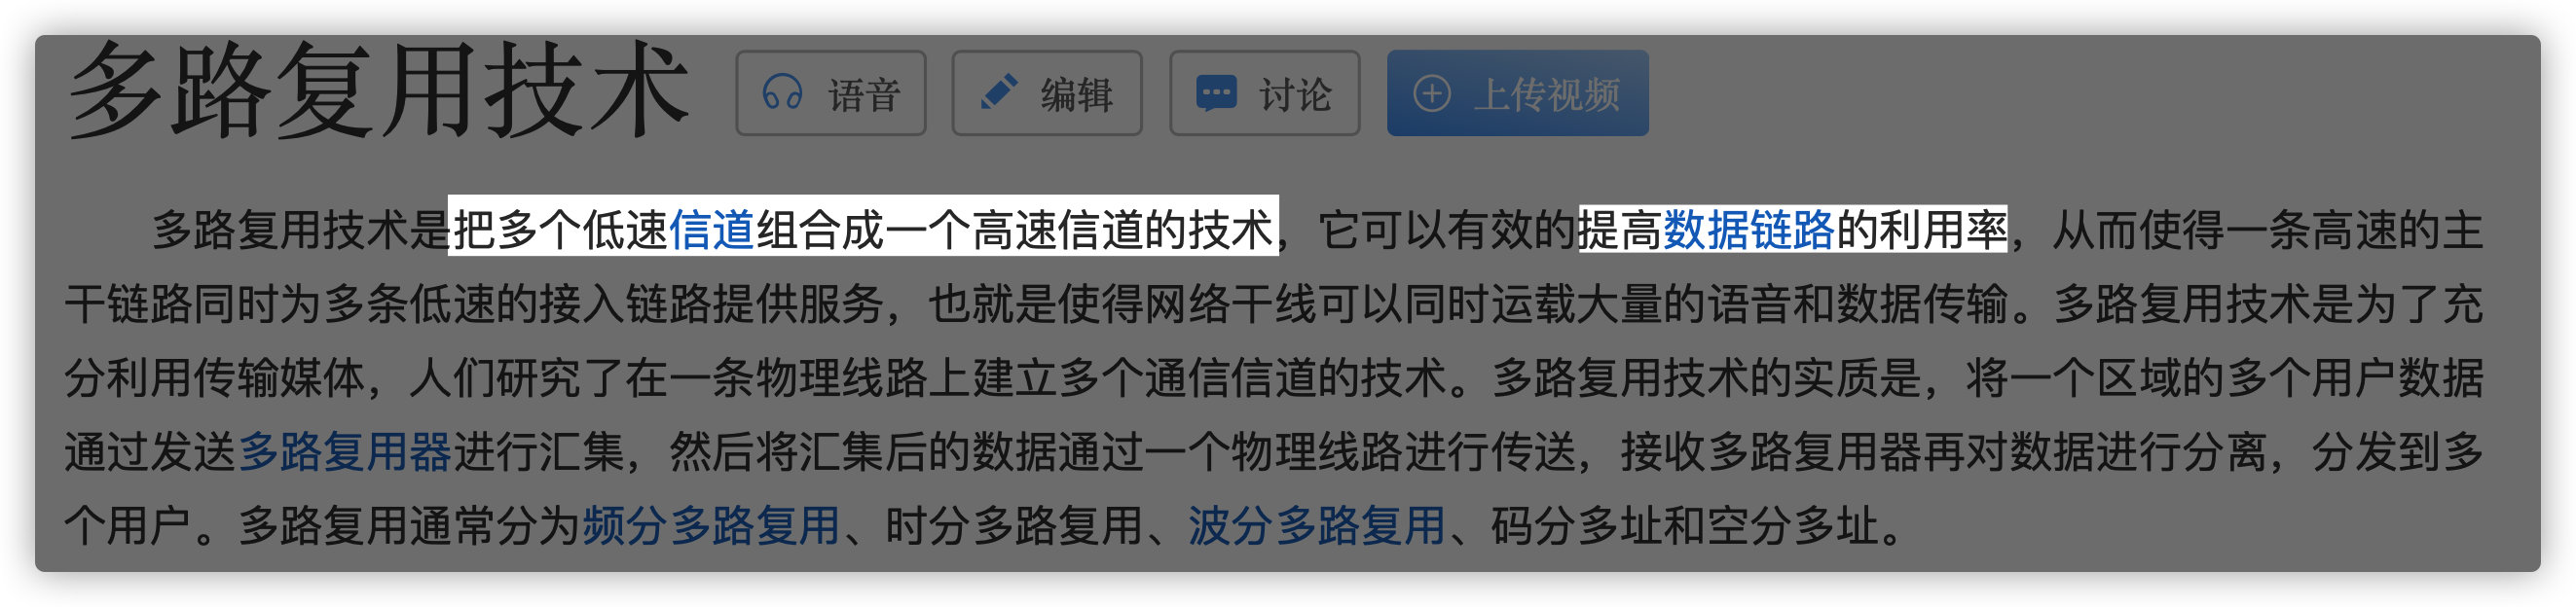 多路复用技术 语音 编辑 讨论 上传视频
多路复用技术是把多个低速信道组合成一个高速信道的技术，它可以有效的提高数据链路的利用率，从而使得一条高速的主
干链路同时为多条低速的接入链路提供服务，也就是使得网络干线可以同时运载大量的语音和数据传输。多路复用技术是为了充
分利用传输媒体，人们研究了在一条物理线路上建立多个通信信道的技术。多路复用技术的实质是，将一个区域的多个用户数据
通过发送多路复用器进行汇集，然后将汇集后的数据通过一个物理线路进行传送，接收多路复用器再对数据进行分离，分发到多
个用户。多路复用通常分为频分多路复用、时分多路复用、波分多路复用、码分多址和空分多址。